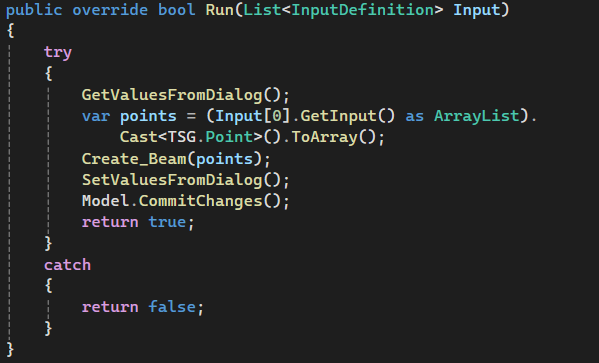 public override bool Run(List<InputDefinition> Input)
{
try
{
GetValuesFromDialog();
var points = (Input[0].GetInput() as ArrayList).
Cast<TSG.Point>().ToArray();
Create_Beam(points);
SetValuesFromDialog();
Model.CommitChanges();
return true;
}
catch
{
return false;
}
}